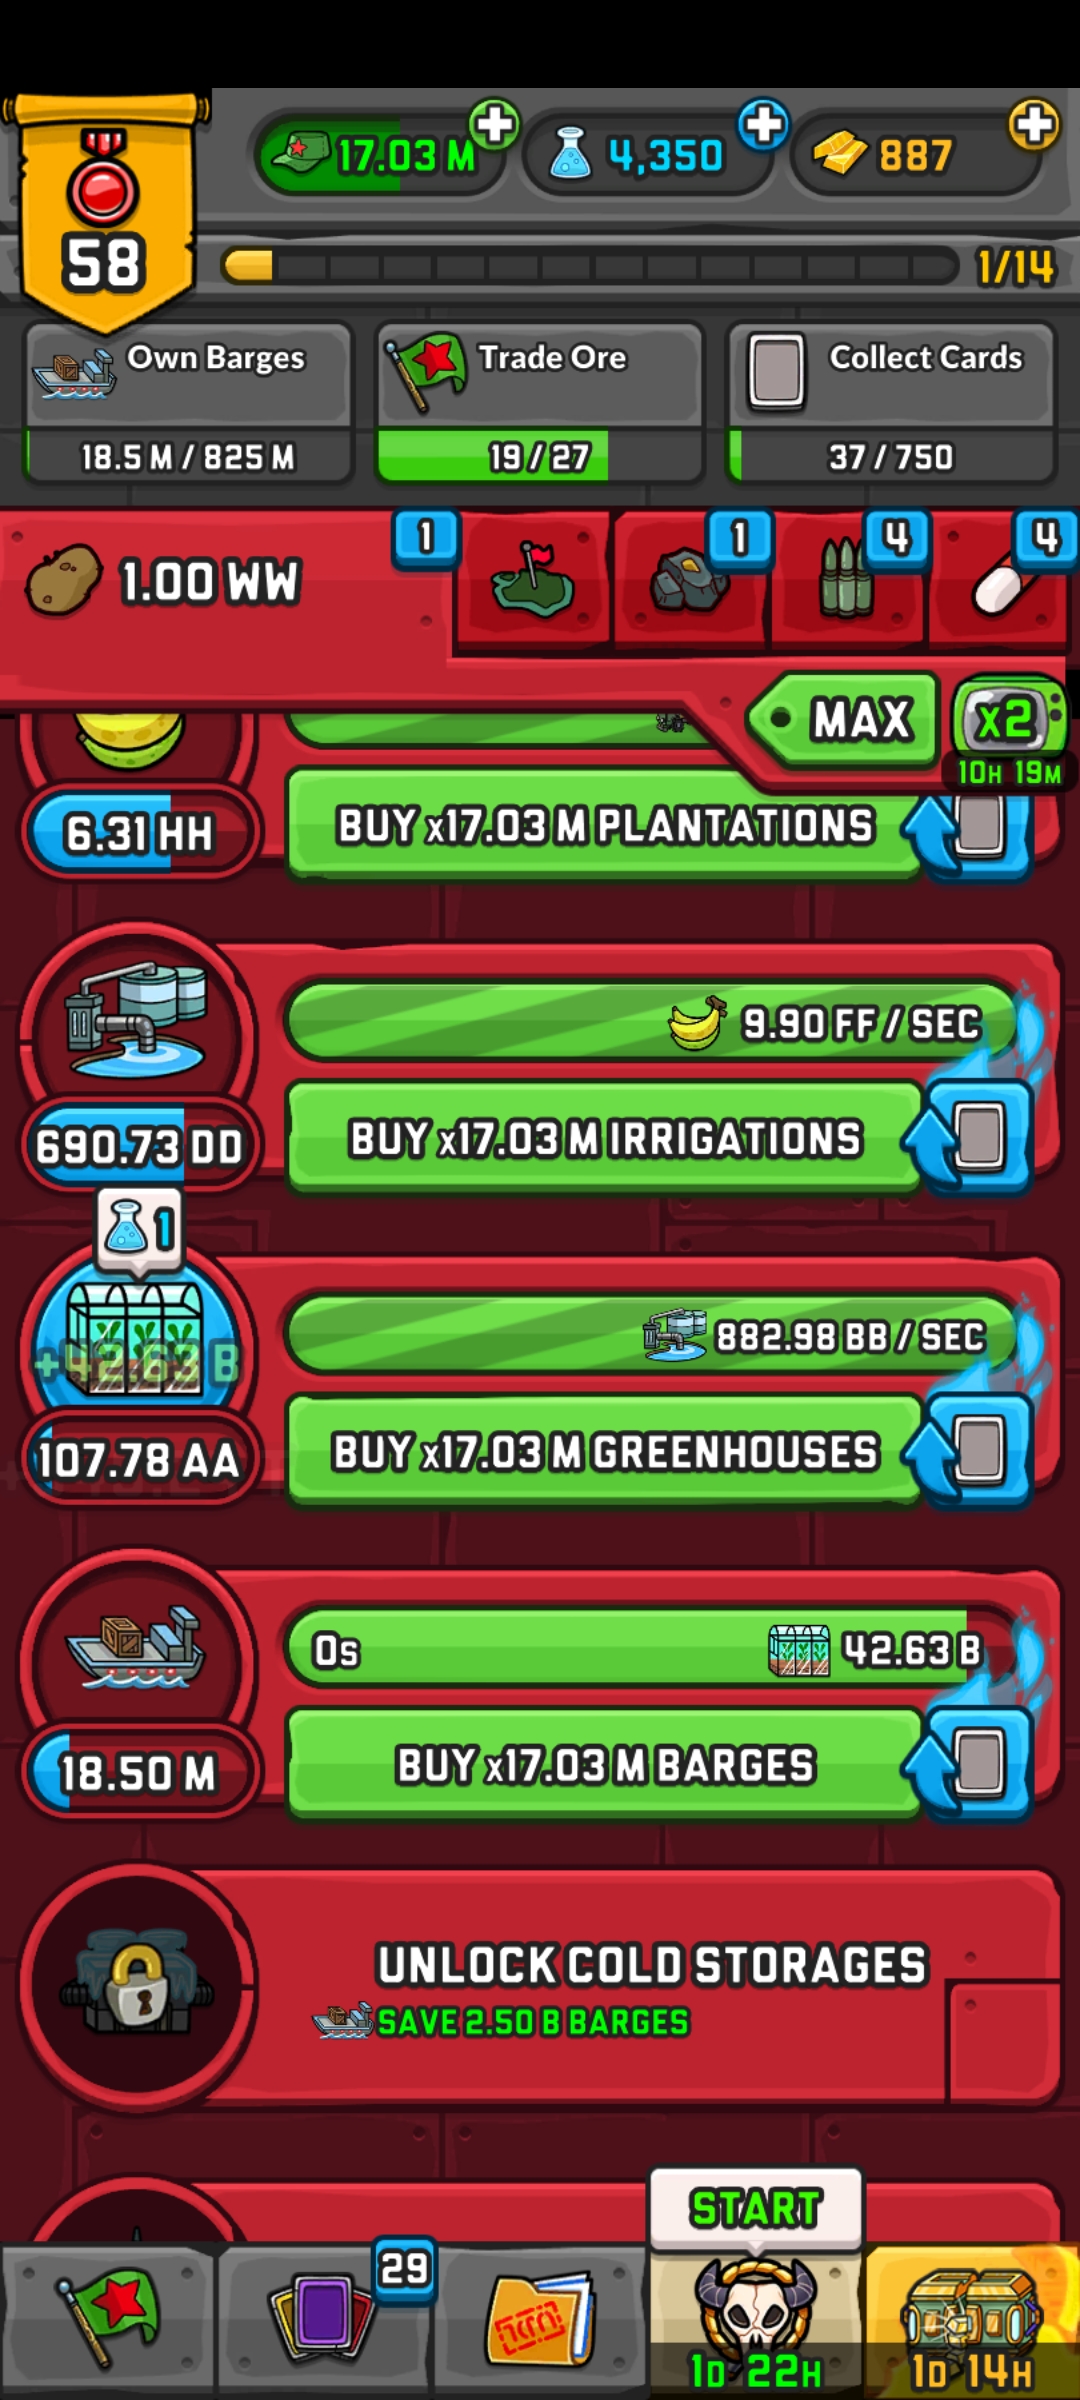 17.03 M
4,350
887
58
1/14
Own Barges
Trade Ore
Collect Cards
18.5 M / 825 M
19 / 27
37 / 750
1.00 WW
1
1
4
4
MAX
x2
10H 19M
6.31 HH
BUY x17.03 M PLANTATIONS
9.90 FF / SEC
690.73 DD
BUY x17.03 M IRRIGATIONS
1
+42.63 B
882.98 BB / SEC
107.78 AA
BUY x17.03 M GREENHOUSES
0s
42.63 B
18.50 M
BUY x17.03 M BARGES
UNLOCK COLD STORAGES
SAVE 2.50 B BARGES
START
29
1D 22H
1D 14H